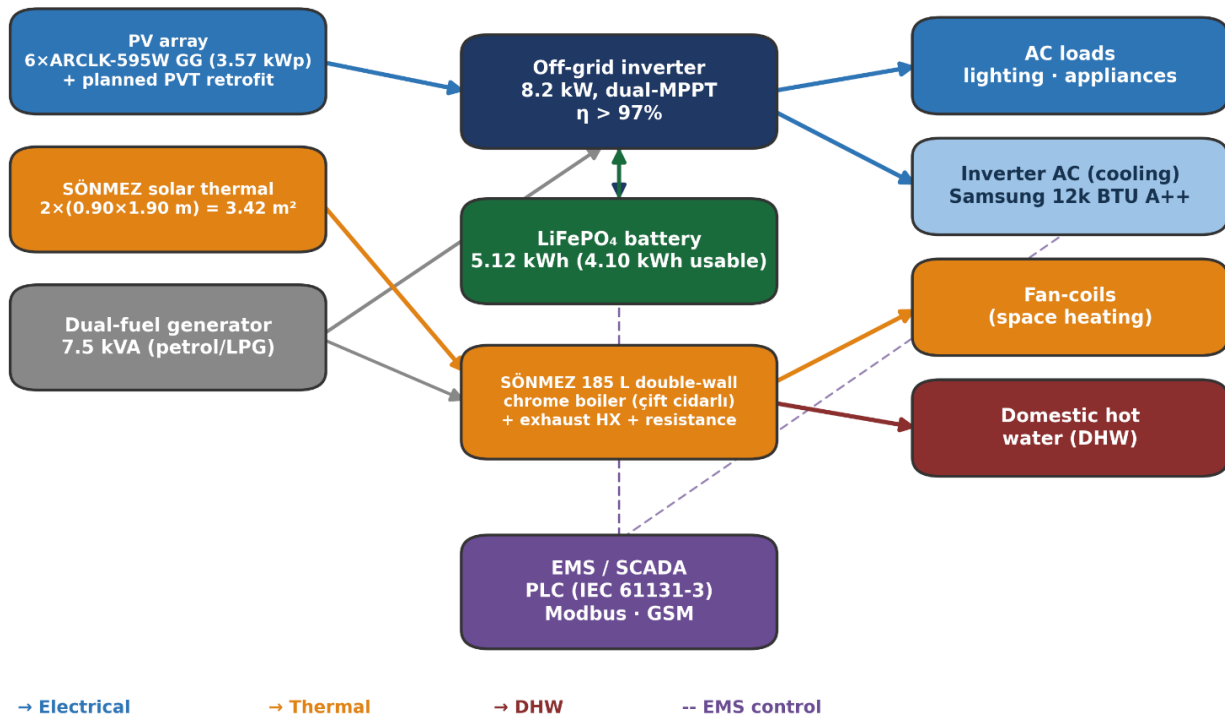 PV array
6×ARCLK-595W GG (3.57 kWp)
+ planned PVT retrofit
SÖNMEZ solar thermal
2×(0.90×1.90 m) = 3.42 m²
Dual-fuel generator
7.5 kVA (petrol/LPG)
Off-grid inverter
8.2 kW, dual-MPPT
η > 97%
LiFePO₄ battery
5.12 kWh (4.10 kWh usable)
SÖNMEZ 185 L double-wall
chrome boiler (çift cidarlı)
+ exhaust HX + resistance
EMS / SCADA
PLC (IEC 61131-3)
Modbus · GSM
AC loads
lighting · appliances
Inverter AC (cooling)
Samsung 12k BTU A++
Fan-coils
(space heating)
Domestic hot
water (DHW)
→ Electrical
→ Thermal
→ DHW
-- EMS control